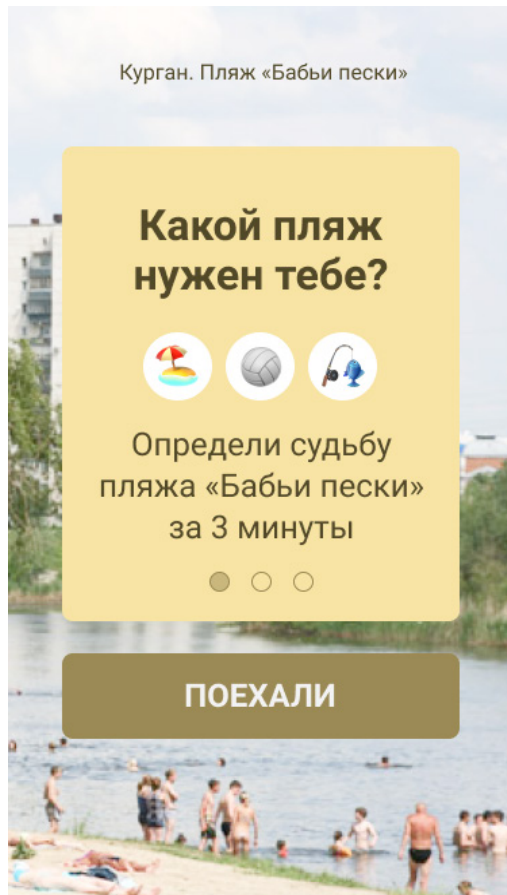 Курган. Пляж «Бабьи пески»
Какой пляж
нужен тебе?
Определи судьбу
пляжа «Бабьи пески»
за 3 минуты
ПОЕХАЛИ